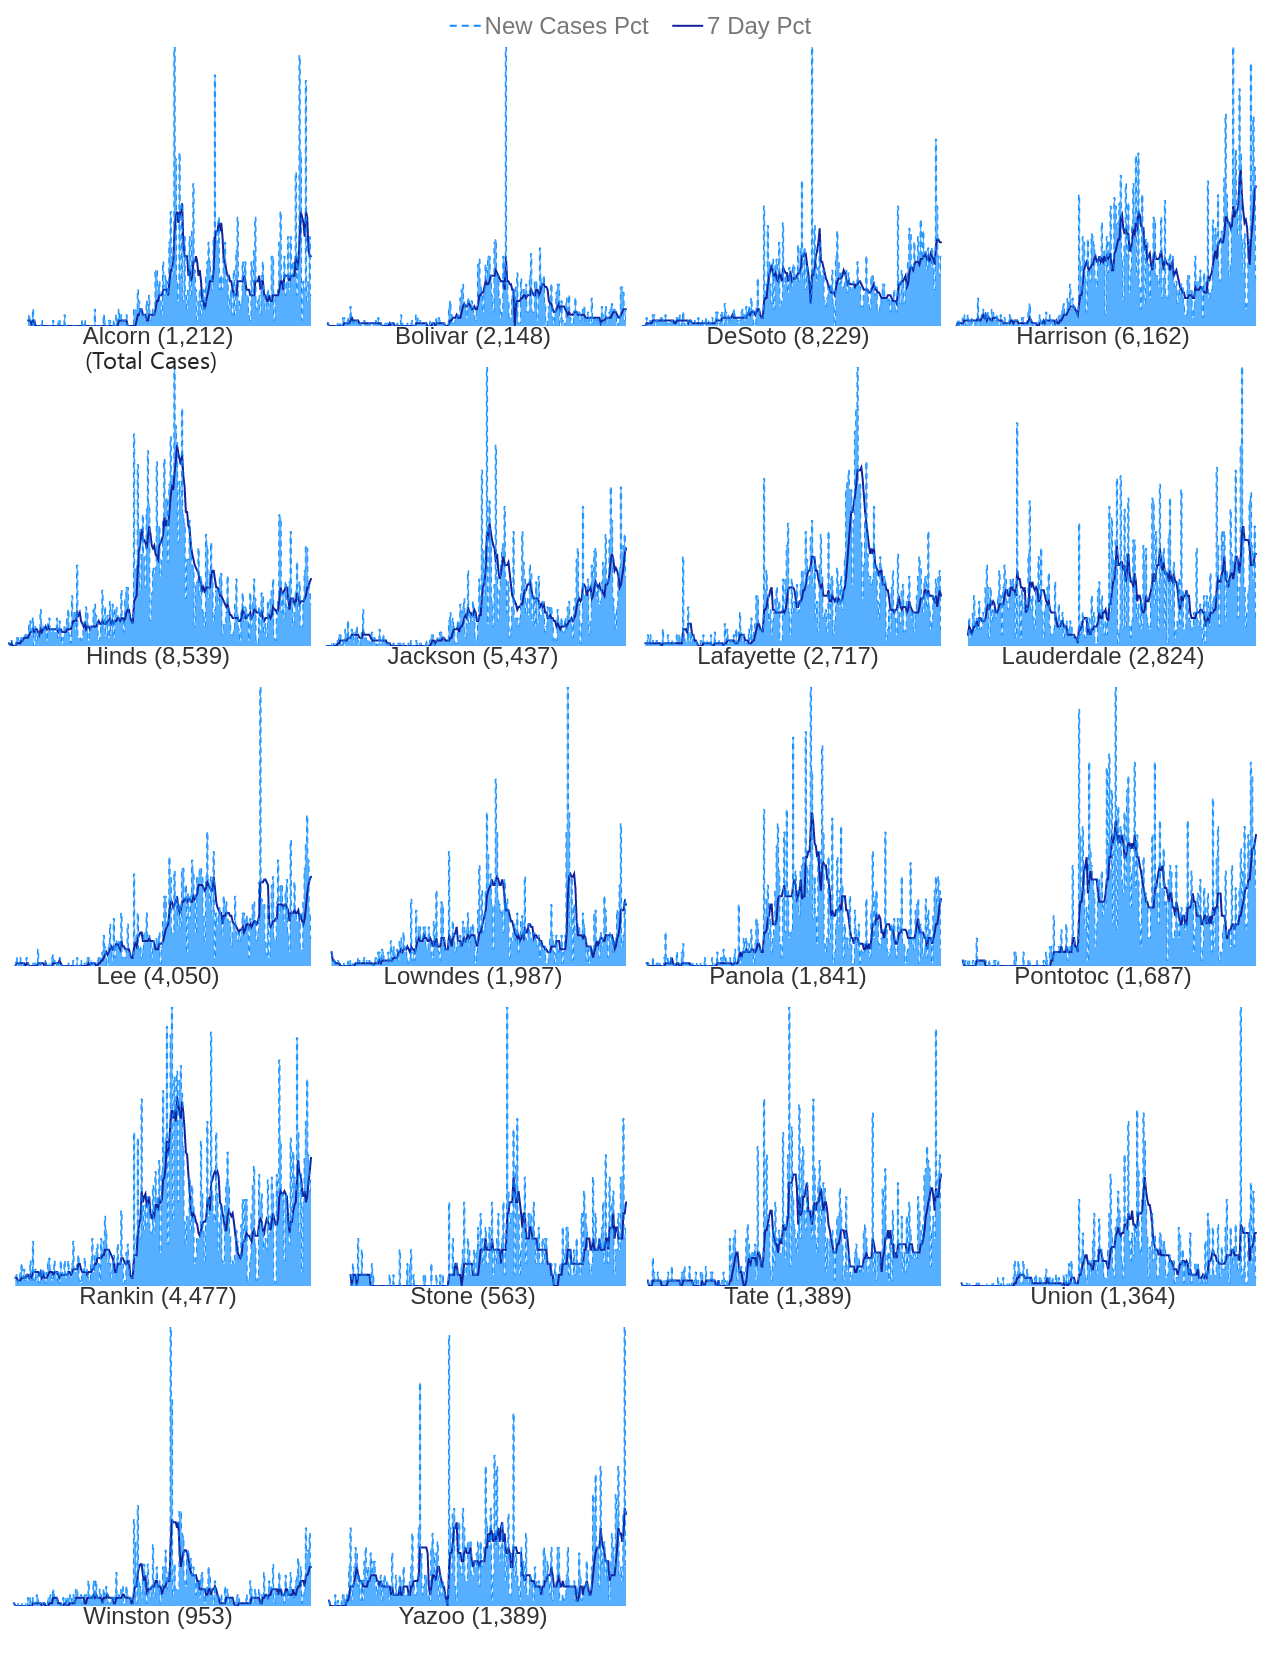 New Cases Pct 7 Day Pct
Alcorn (1,212) Bolivar (2,148) DeSoto (8,229) Harrison (6,162)
(Total Cases)
Hinds (8,539) Jackson (5,437) Lafayette (2,717) Lauderdale (2,824)
Lee (4,050) Lowndes (1,987) Panola (1,841) Pontotoc (1,687)
Rankin (4,477) Stone (563) Tate (1,389) Union (1,364)
Winston (953) Yazoo (1,389)